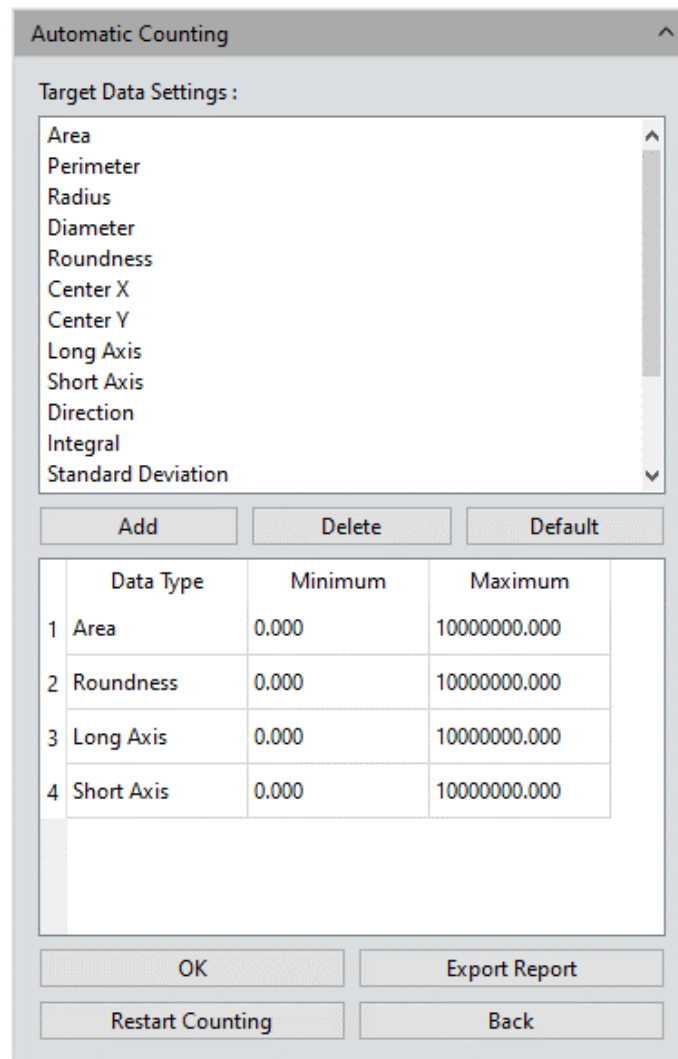 Automatic Counting
Target Data Settings :
Area
Perimeter
Radius
Diameter
Roundness
Center X
Center Y
Long Axis
Short Axis
Direction
Integral
Standard Deviation
Add Delete Default
Data Type Minimum Maximum
1 Area 0.000 10000000.000
2 Roundness 0.000 10000000.000
3 Long Axis 0.000 10000000.000
4 Short Axis 0.000 10000000.000
OK Export Report
Restart Counting Back